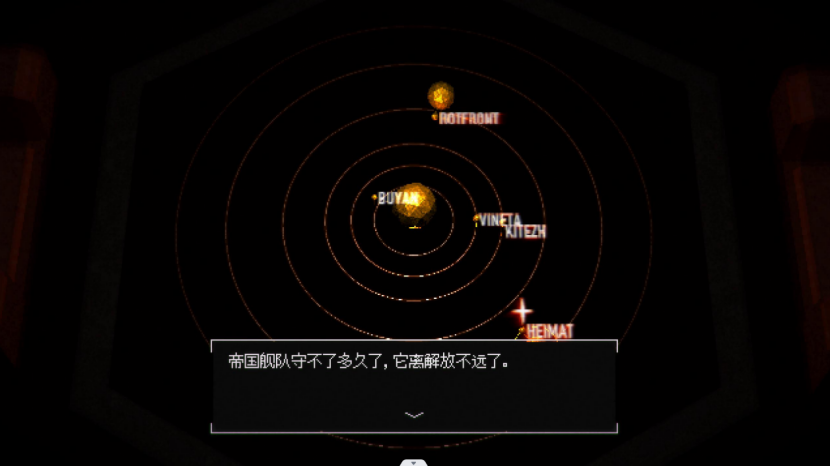 ROTFRONT
BUYAN
VINETA
KITEZH
HEIMAT
帝国舰队守不了多久了，它离解放不远了。